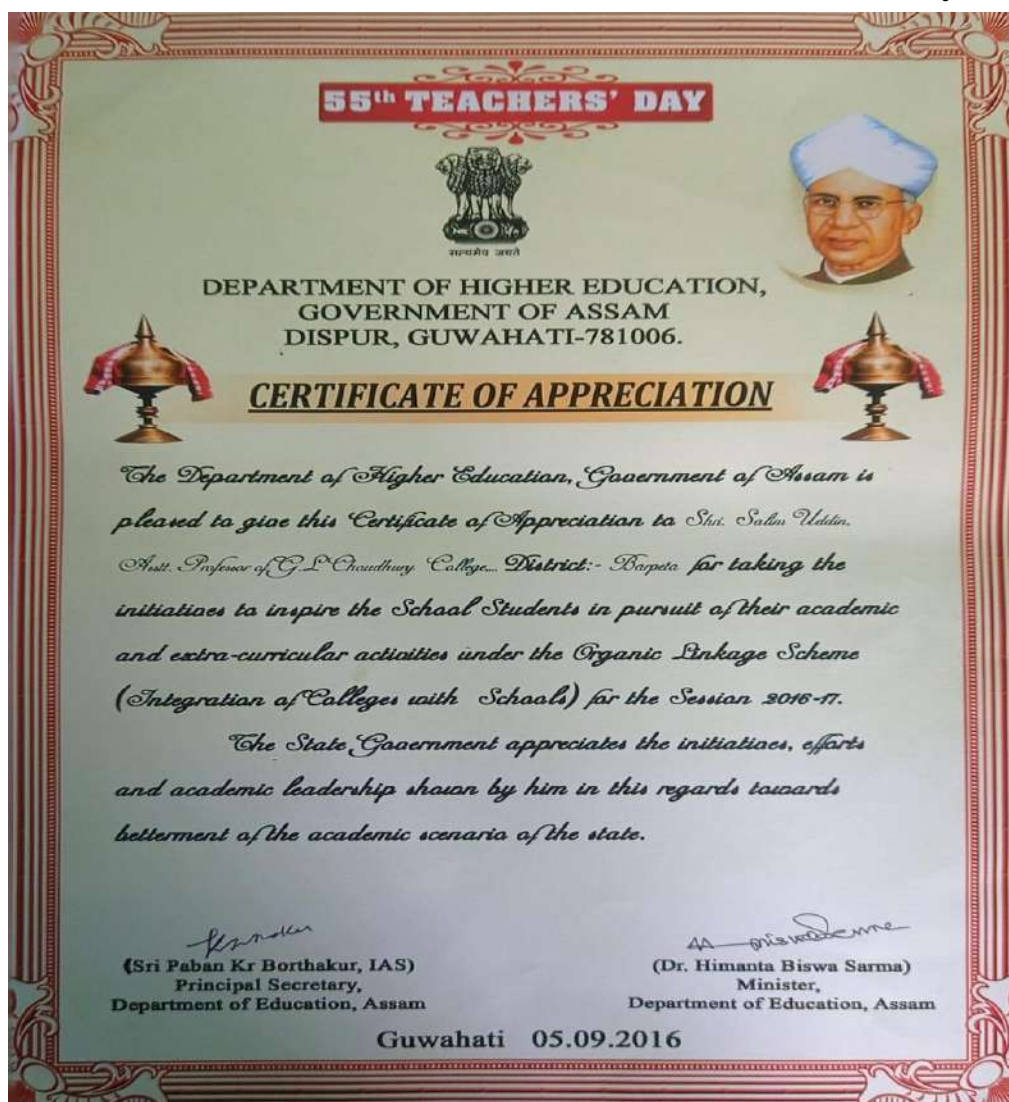 55th TEACHERS' DAY
सत्यमेव जयते
DEPARTMENT OF HIGHER EDUCATION,
GOVERNMENT OF ASSAM
DISPUR, GUWAHATI-781006.
CERTIFICATE OF APPRECIATION
The Department of Higher Education, Government of Assam is
pleased to give this Certificate of Appreciation to Shri. Salim Uddin.
Asstt. Professor of G.L Choudhury College... District:- Barpeta for taking the
initiatives to inspire the School Students in pursuit of their academic
and extra-curricular activities under the Organic Linkage Scheme
(Integration of Colleges with Schools) for the Session 2016-17.
The State Government appreciates the initiatives, efforts
and academic leadership shown by him in this regards towards
betterment of the academic scenario of the state.
(Sri Paban Kr Borthakur, IAS)
Principal Secretary,
Department of Education, Assam
(Dr. Himanta Biswa Sarma)
Minister,
Department of Education, Assam
Guwahati 05.09.2016